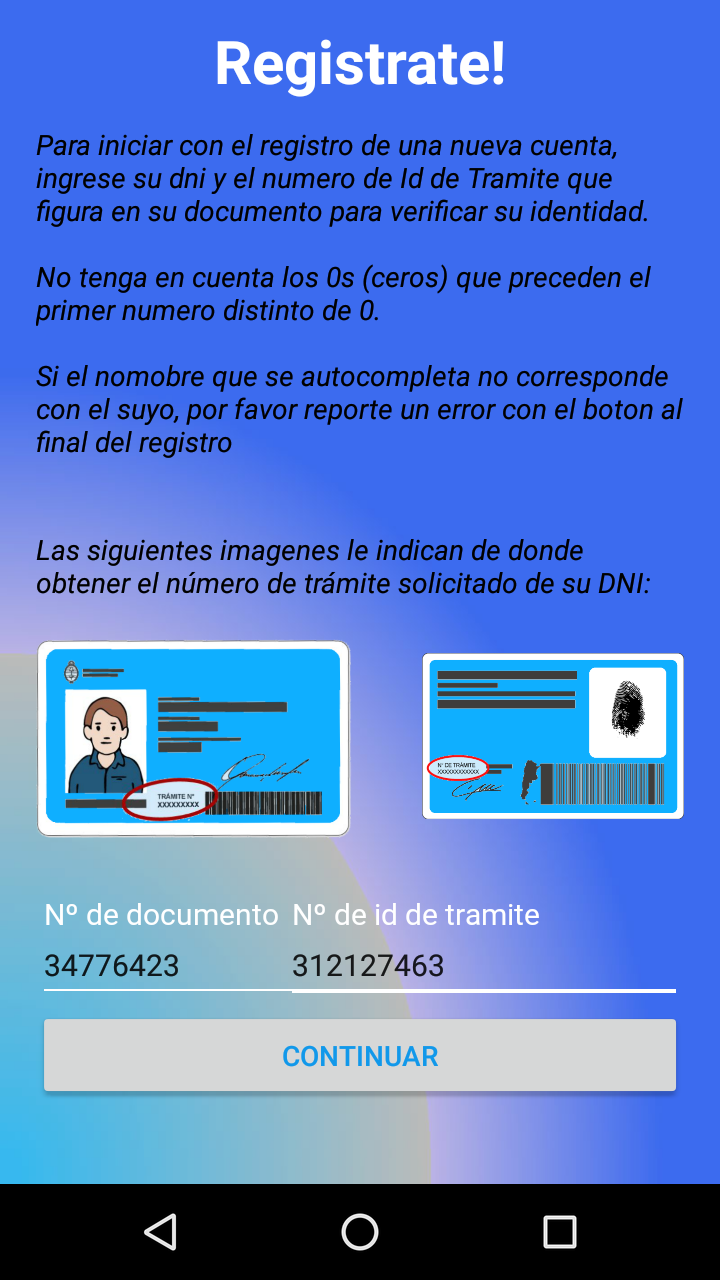 Registrate!
Para iniciar con el registro de una nueva cuenta,
ingrese su dni y el numero de Id de Tramite que
figura en su documento para verificar su identidad.
No tenga en cuenta los 0s (ceros) que preceden el
primer numero distinto de 0.
Si el nomobre que se autocompleta no corresponde
con el suyo, por favor reporte un error con el boton al
final del registro
Las siguientes imagenes le indican de donde
obtener el número de trámite solicitado de su DNI:
TRÁMITE Nº
XXXXXXXXX
Nº DE TRÁMITE
XXXXXXXXXXX
Nº de documento Nº de id de tramite
34776423 312127463
CONTINUAR